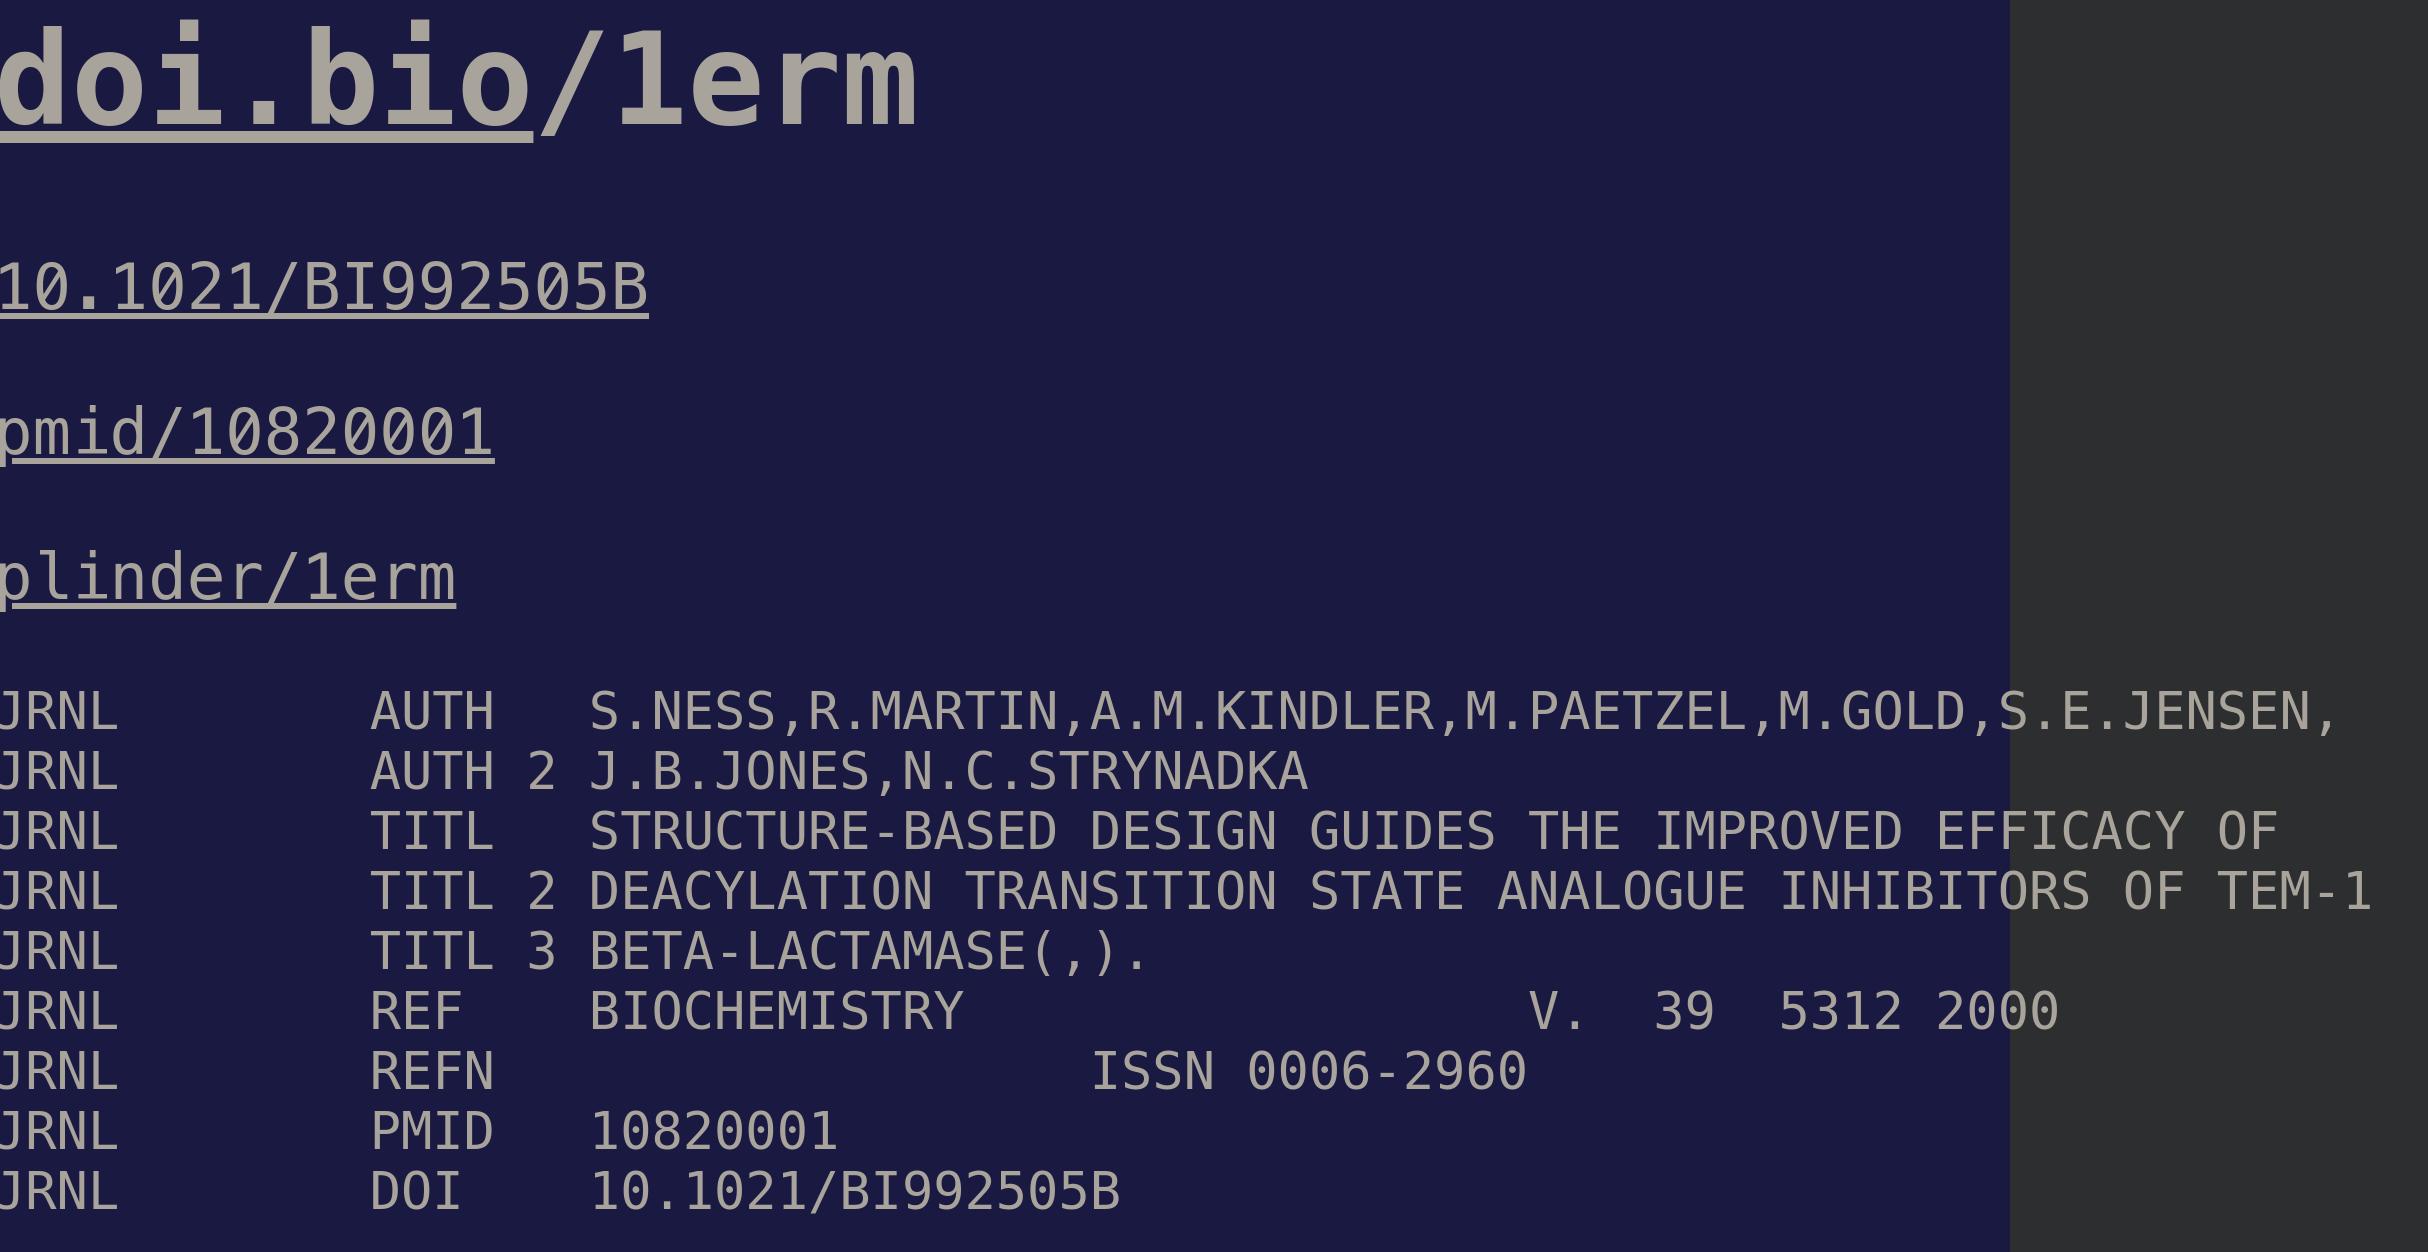 doi.bio/1erm
10.1021/BI992505B
pmid/10820001
plinder/1erm
JRNL        AUTH   S.NESS,R.MARTIN,A.M.KINDLER,M.PAETZEL,M.GOLD,S.E.JENSEN,
JRNL        AUTH 2 J.B.JONES,N.C.STRYNADKA
JRNL        TITL   STRUCTURE-BASED DESIGN GUIDES THE IMPROVED EFFICACY OF
JRNL        TITL 2 DEACYLATION TRANSITION STATE ANALOGUE INHIBITORS OF TEM-1
JRNL        TITL 3 BETA-LACTAMASE(,).
JRNL        REF    BIOCHEMISTRY                  V.  39  5312 2000
JRNL        REFN                   ISSN 0006-2960
JRNL        PMID   10820001
JRNL        DOI    10.1021/BI992505B